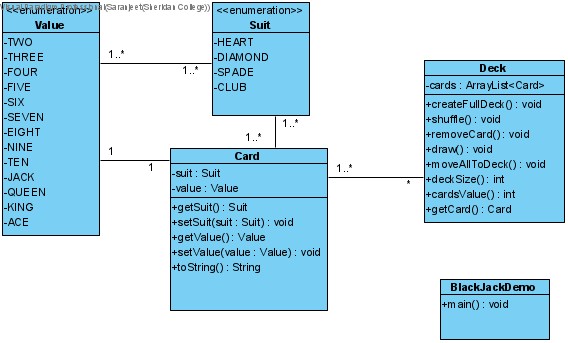 Visual Paradigm Professional(Saranjeet(Sheridan College))
<<enumeration>>
Value
-TWO
-THREE
-FOUR
-FIVE
-SIX
-SEVEN
-EIGHT
-NINE
-TEN
-JACK
-QUEEN
-KING
-ACE
<<enumeration>>
Suit
-HEART
-DIAMOND
-SPADE
-CLUB
1..*
1..*
1..*
1..*
1
1
Card
-suit : Suit
-value : Value
+getSuit() : Suit
+setSuit(suit : Suit) : void
+getValue() : Value
+setValue(value : Value) : void
+toString() : String
1..*
*
Deck
-cards : ArrayList<Card>
+createFullDeck() : void
+shuffle() : void
+removeCard() : void
+draw() : void
+moveAllToDeck() : void
+deckSize() : int
+cardsValue() : int
+getCard() : Card
BlackJackDemo
+main() : void